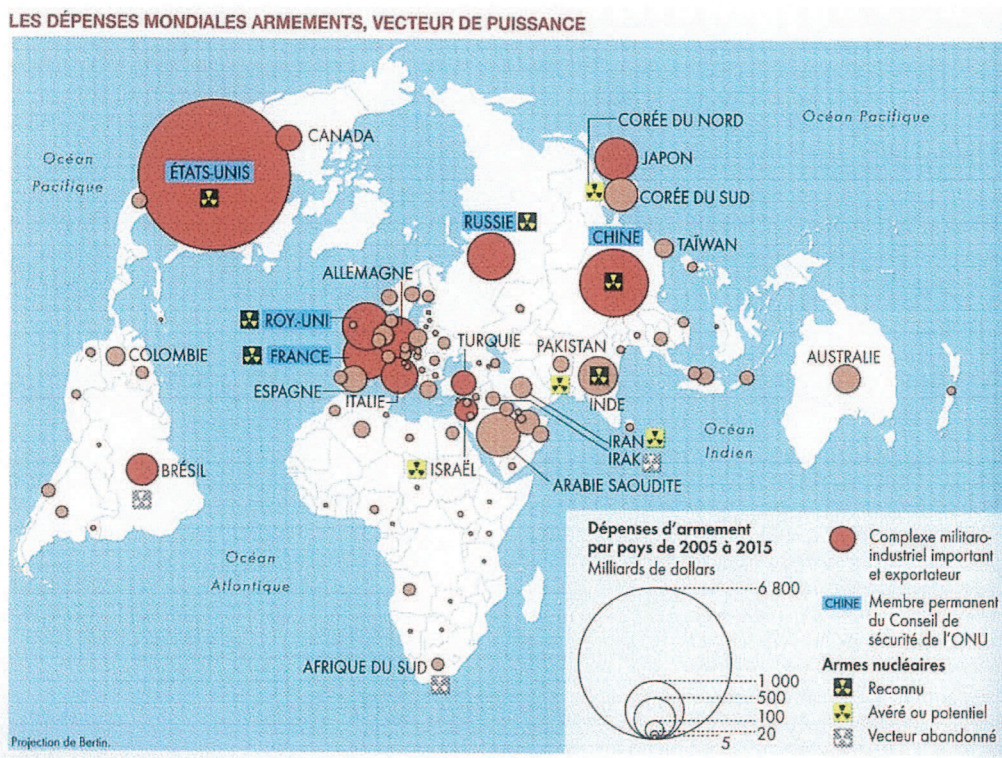 LES DÉPENSES MONDIALES ARMEMENTS, VECTEUR DE PUISSANCE
CORÉE DU NORD
Océan Pacifique
CANADA
Océan
Pacifique
JAPON
ÉTATS-UNIS
CORÉE DU SUD
RUSSIE
CHINE
TAÏWAN
ALLEMAGNE
ROY.-UNI
TURQUIE
PAKISTAN
FRANCE
COLOMBIE
AUSTRALIE
ESPAGNE
ITALIE
INDE
Océan
Indien
IRAN
IRAK
BRÉSIL
ISRAËL
ARABIE SAOUDITE
Océan
Atlantique
AFRIQUE DU SUD
Projection de Bertin.
Dépenses d'armement
par pays de 2005 à 2015
Milliards de dollars
6 800
1 000
500
100
20
5
Complexe militaro-
industriel important
et exportateur
CHINE Membre permanent
du Conseil de
sécurité de l'ONU
Armes nucléaires
Reconnu
Avéré ou potentiel
Vecteur abandonné